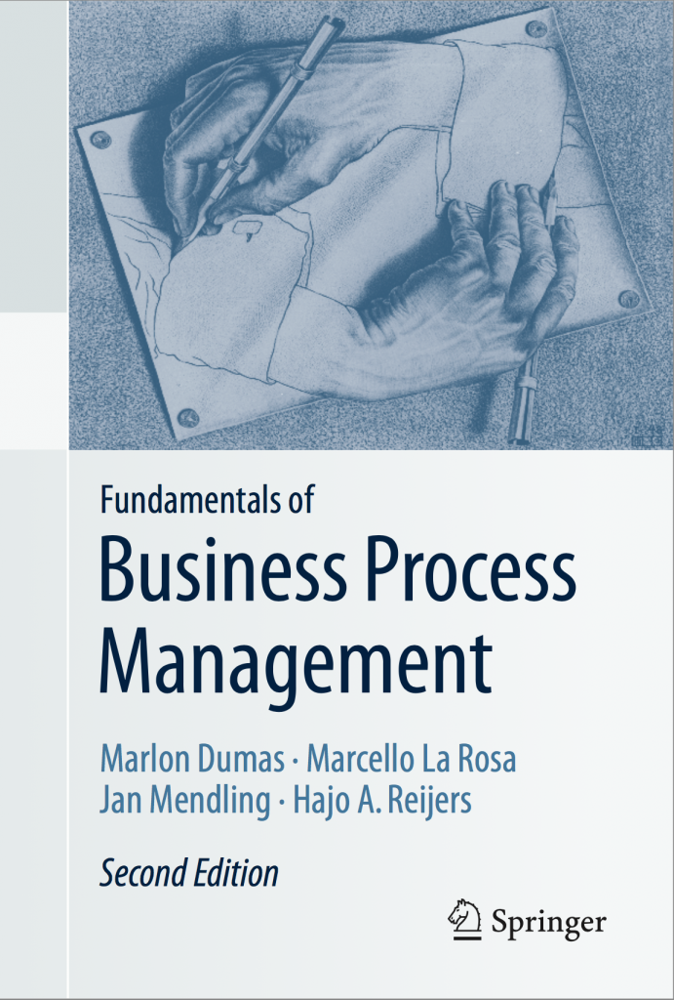 Fundamentals of
Business Process
Management
Marlon Dumas · Marcello La Rosa
Jan Mendling · Hajo A. Reijers
Second Edition
Springer